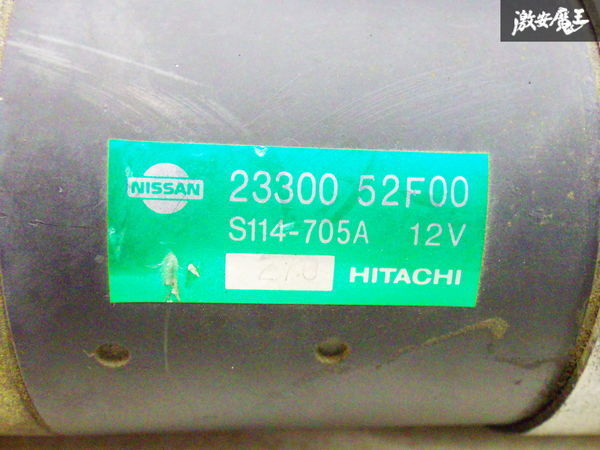 激安魔王
NISSAN
23300 52F00
S114-705A 12V
HITACHI